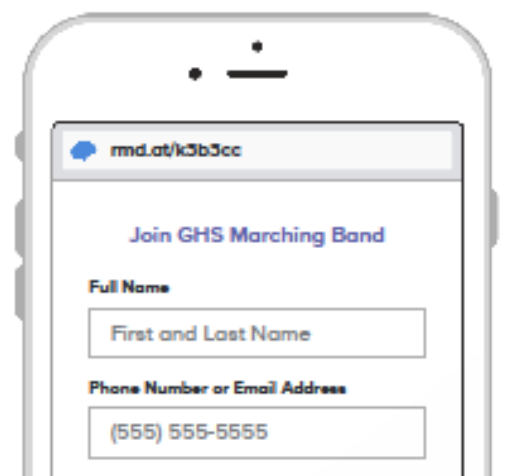 rmd.at/k3b3cc
Join GHS Marching Band
Full Name
First and Last Name
Phone Number or Email Address
(555) 555-5555